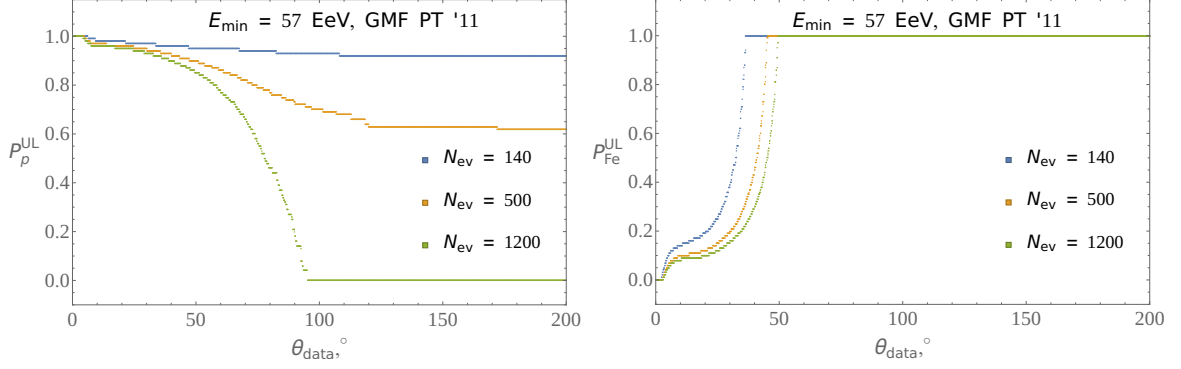 E_min = 57 EeV, GMF PT '11
1.0
0.8
0.6
0.4
0.2
0.0
P_p^UL
N_ev = 140
N_ev = 500
N_ev = 1200
0 50 100 150 200
θ_data,°
E_min = 57 EeV, GMF PT '11
1.0
0.8
0.6
0.4
0.2
0.0
P_Fe^UL
N_ev = 140
N_ev = 500
N_ev = 1200
0 50 100 150 200
θ_data,°